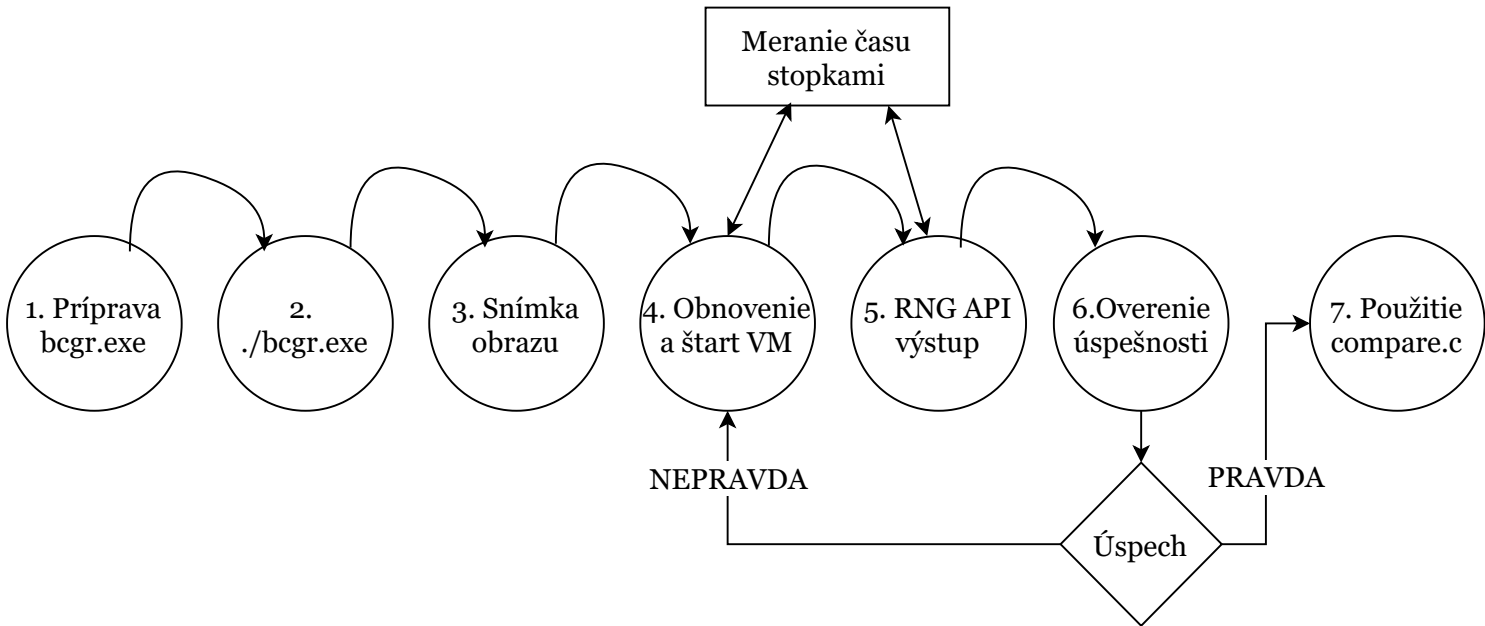 Meranie času
stopkami
1. Príprava
bcgr.exe
2.
./bcgr.exe
3. Snímka
obrazu
4. Obnovenie
a štart VM
5. RNG API
výstup
6.Overenie
úspešnosti
7. Použitie
compare.c
NEPRAVDA
PRAVDA
Úspech